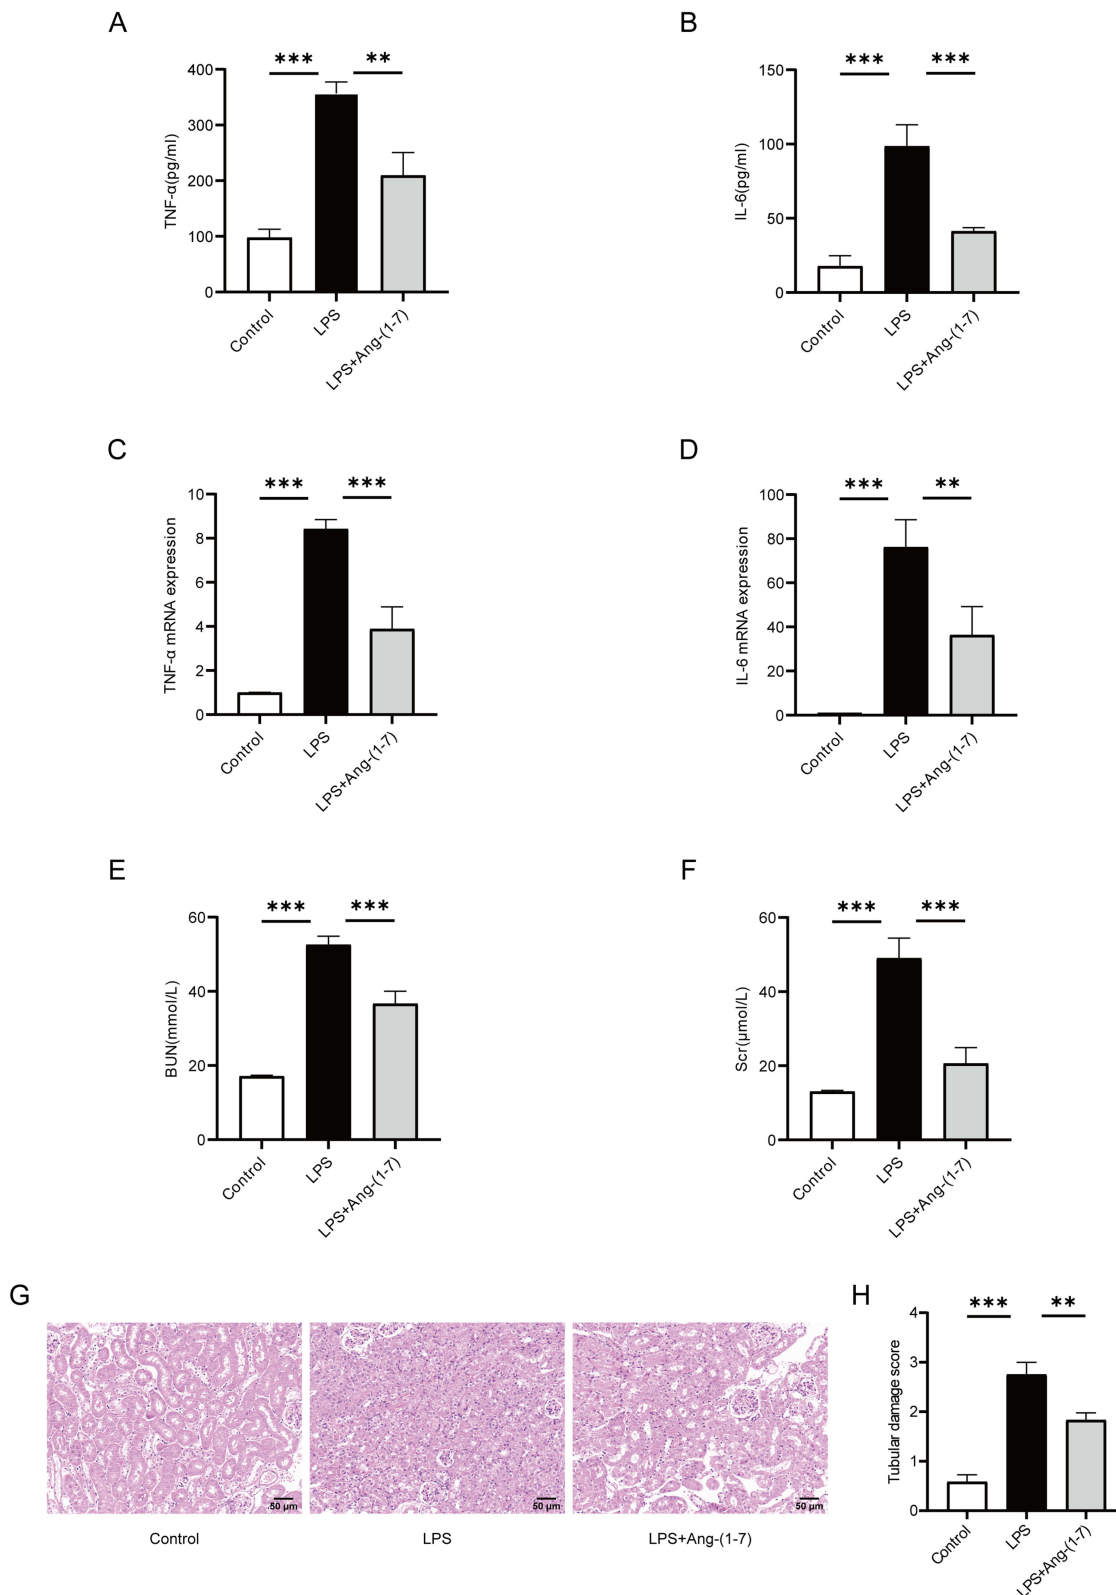 A
*** **
TNF-α(pg/ml)
400
300
200
100
0
Control
LPS
LPS+Ang-(1-7)
B
*** ***
IL-6(pg/ml)
150
100
50
0
Control
LPS
LPS+Ang-(1-7)
C
*** ***
TNF-α mRNA expression
10
8
6
4
2
0
Control
LPS
LPS+Ang-(1-7)
D
*** **
IL-6 mRNA expression
100
80
60
40
20
0
Control
LPS
LPS+Ang-(1-7)
E
*** ***
BUN(mmol/L)
60
40
20
0
Control
LPS
LPS+Ang-(1-7)
F
*** ***
Scr(μmol/L)
60
40
20
0
Control
LPS
LPS+Ang-(1-7)
G
50 μm
50 μm
50 μm
Control
LPS
LPS+Ang-(1-7)
H
*** **
Tubular damage score
4
3
2
1
0
Control
LPS
LPS+Ang-(1-7)